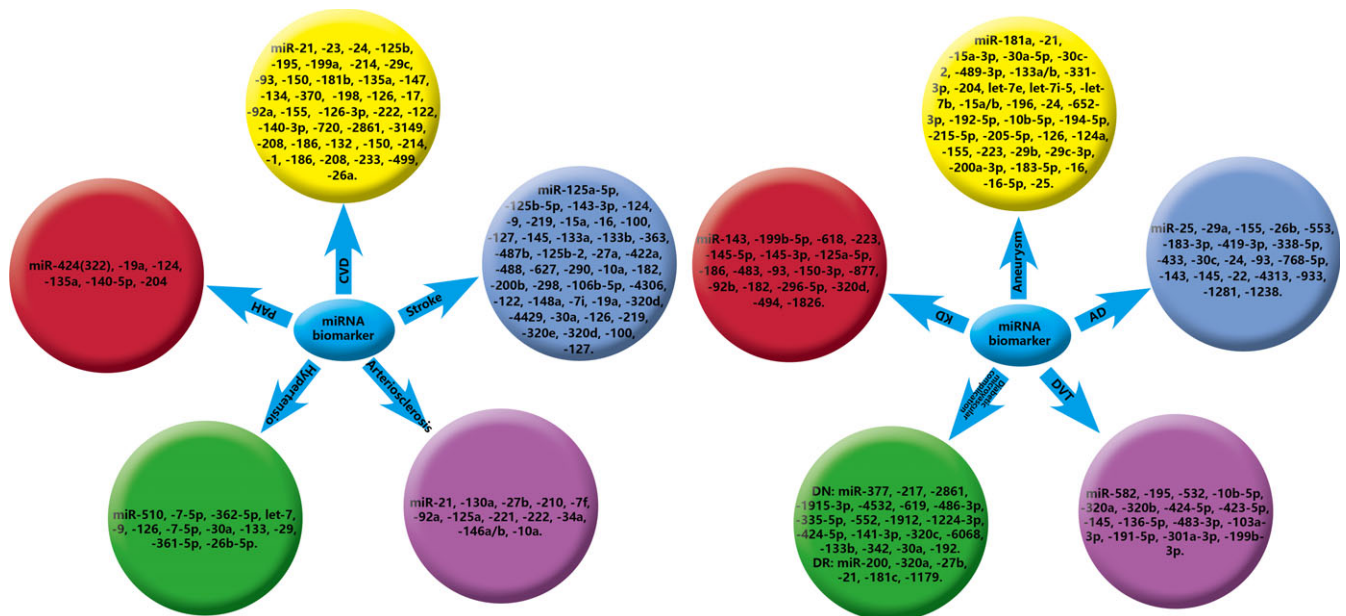 miR-21, -23, -24, -125b,
-195, -199a, -214, -29c,
-93, -150, -181b, -135a, -147,
-134, -370, -198, -126, -17,
-92a, -155, -126-3p, -222, -122,
-140-3p, -720, -2861, -3149,
-208, -186, -132 , -150, -214,
-1, -186, -208, -233, -499,
-26a.
CVD
miR-125a-5p,
-125b-5p, -143-3p, -124,
-9, -219, -15a, -16, -100,
-127, -145, -133a, -133b, -363,
-487b, -125b-2, -27a, -422a,
-488, -627, -290, -10a, -182,
-200b, -298, -106b-5p, -4306,
-122, -148a, -7i, -19a, -320d,
-4429, -30a, -126, -219,
-320e, -320d, -100,
-127.
Stroke
miR-424(322), -19a, -124,
-135a, -140-5p, -204
PAH
miRNA
biomarker
Hypertensio
Arteriosclerosis
miR-510, -7-5p, -362-5p, let-7,
-9, -126, -7-5p, -30a, -133, -29,
-361-5p, -26b-5p.
miR-21, -130a, -27b, -210, -7f,
-92a, -125a, -221, -222, -34a,
-146a/b, -10a.
miR-181a, -21,
-15a-3p, -30a-5p, -30c-
2, -489-3p, -133a/b, -331-
3p, -204, let-7e, let-7i-5, -let-
7b, -15a/b, -196, -24, -652-
3p, -192-5p, -10b-5p, -194-5p,
-215-5p, -205-5p, -126, -124a,
-155, -223, -29b, -29c-3p,
-200a-3p, -183-5p, -16,
-16-5p, -25.
Aneurysm
miR-143, -199b-5p, -618, -223,
-145-5p, -145-3p, -125a-5p,
-186, -483, -93, -150-3p, -877,
-92b, -182, -296-5p, -320d,
-494, -1826.
KD
miR-25, -29a, -155, -26b, -553,
-183-3p, -419-3p, -338-5p,
-433, -30c, -24, -93, -768-5p,
-143, -145, -22, -4313, -933,
-1281, -1238.
AD
miRNA
biomarker
Diabetic
microvascular
complication
DVT
DN: miR-377, -217, -2861,
-1915-3p, -4532, -619, -486-3p,
-335-5p, -552, -1912, -1224-3p,
-424-5p, -141-3p, -320c, -6068,
-133b, -342, -30a, -192.
DR: miR-200, -320a, -27b,
-21, -181c, -1179.
miR-582, -195, -532, -10b-5p,
-320a, -320b, -424-5p, -423-5p,
-145, -136-5p, -483-3p, -103a-
3p, -191-5p, -301a-3p, -199b-
3p.